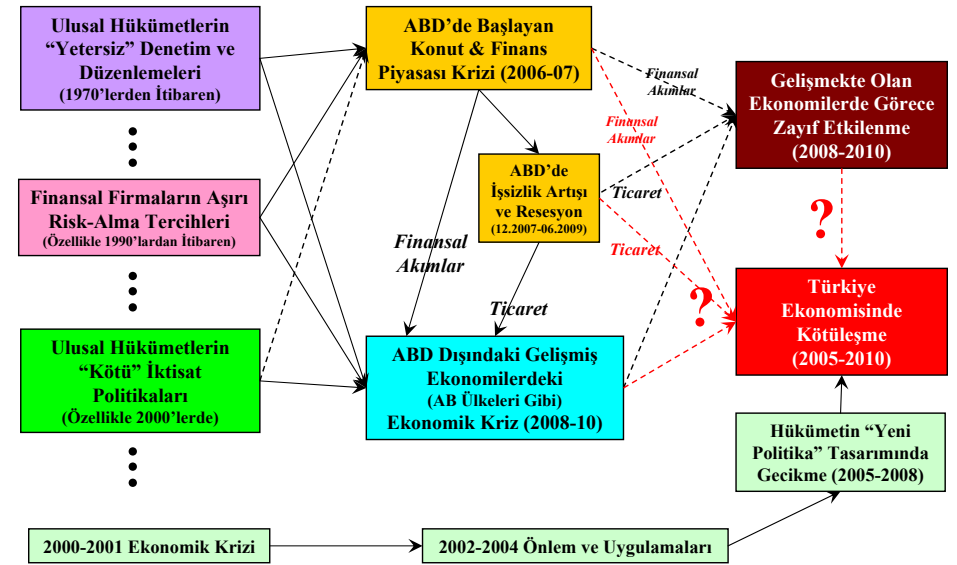 Ulusal Hükümetlerin
“Yetersiz” Denetim ve
Düzenlemeleri
(1970’lerden İtibaren)
Finansal Firmaların Aşırı
Risk-Alma Tercihleri
(Özellikle 1990’lardan İtibaren)
Ulusal Hükümetlerin
“Kötü” İktisat
Politikaları
(Özellikle 2000’lerde)
ABD’de Başlayan
Konut & Finans
Piyasası Krizi (2006-07)
ABD’de
İşsizlik Artışı
ve Resesyon
(12.2007-06.2009)
Finansal
Akımlar
Ticaret
ABD Dışındaki Gelişmiş
Ekonomilerdeki
(AB Ülkeleri Gibi)
Ekonomik Kriz (2008-10)
Finansal
Akımlar
Finansal
Akımlar
Ticaret
Ticaret
?
Gelişmekte Olan
Ekonomilerde Görece
Zayıf Etkilenme
(2008-2010)
?
Türkiye
Ekonomisinde
Kötüleşme
(2005-2010)
Hükümetin “Yeni
Politika” Tasarımında
Gecikme (2005-2008)
2000-2001 Ekonomik Krizi
2002-2004 Önlem ve Uygulamaları